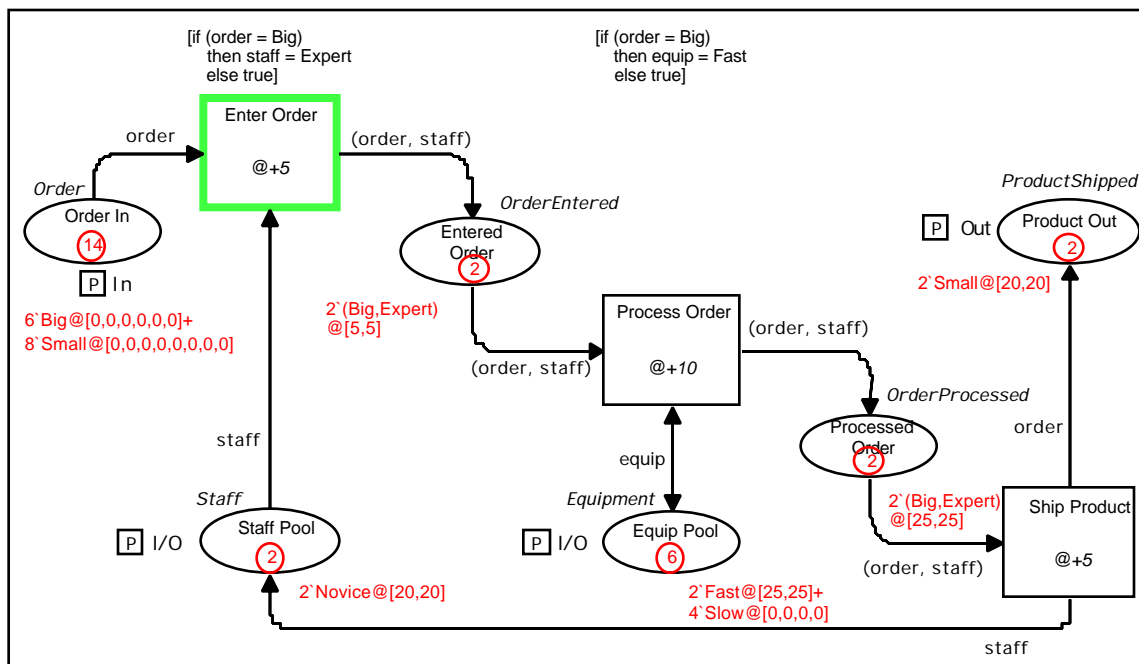 [if (order = Big)
then staff = Expert
else true]
[if (order = Big)
then equip = Fast
else true]
Enter Order
@+5
order
(order, staff)
Order
Order In
14
P In
6`Big@[0,0,0,0,0,0]+
8`Small@[0,0,0,0,0,0,0,0]
OrderEntered
Entered
Order
2
2`(Big,Expert)
@[5,5]
(order, staff)
Process Order
@+10
(order, staff)
ProductShipped
P Out
Product Out
2
2`Small@[20,20]
OrderProcessed
Processed
Order
2
order
staff
equip
2`(Big,Expert)
@[25,25]
(order, staff)
Ship Product
@+5
Staff
P I/O
Staff Pool
2
2`Novice@[20,20]
Equipment
P I/O
Equip Pool
6
2`Fast@[25,25]+
4`Slow@[0,0,0,0]
staff